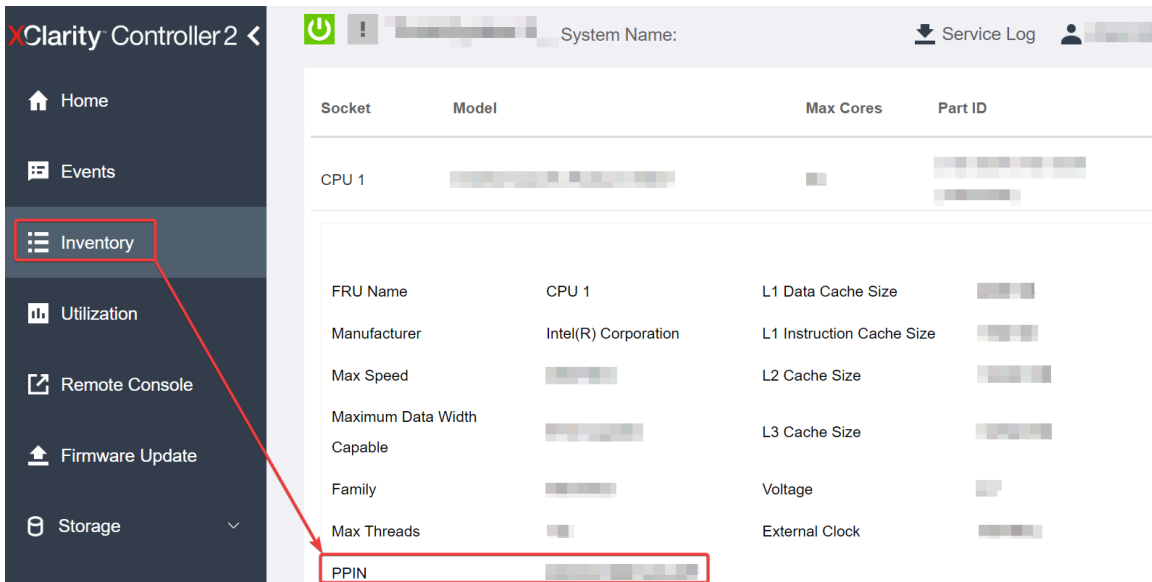 XClarity Controller 2
System Name:
Service Log
Home
Events
Inventory
Utilization
Remote Console
Firmware Update
Storage
Socket Model Max Cores Part ID
CPU 1
FRU Name CPU 1 L1 Data Cache Size
Manufacturer Intel(R) Corporation L1 Instruction Cache Size
Max Speed L2 Cache Size
Maximum Data Width
Capable
L3 Cache Size
Family Voltage
Max Threads External Clock
PPIN